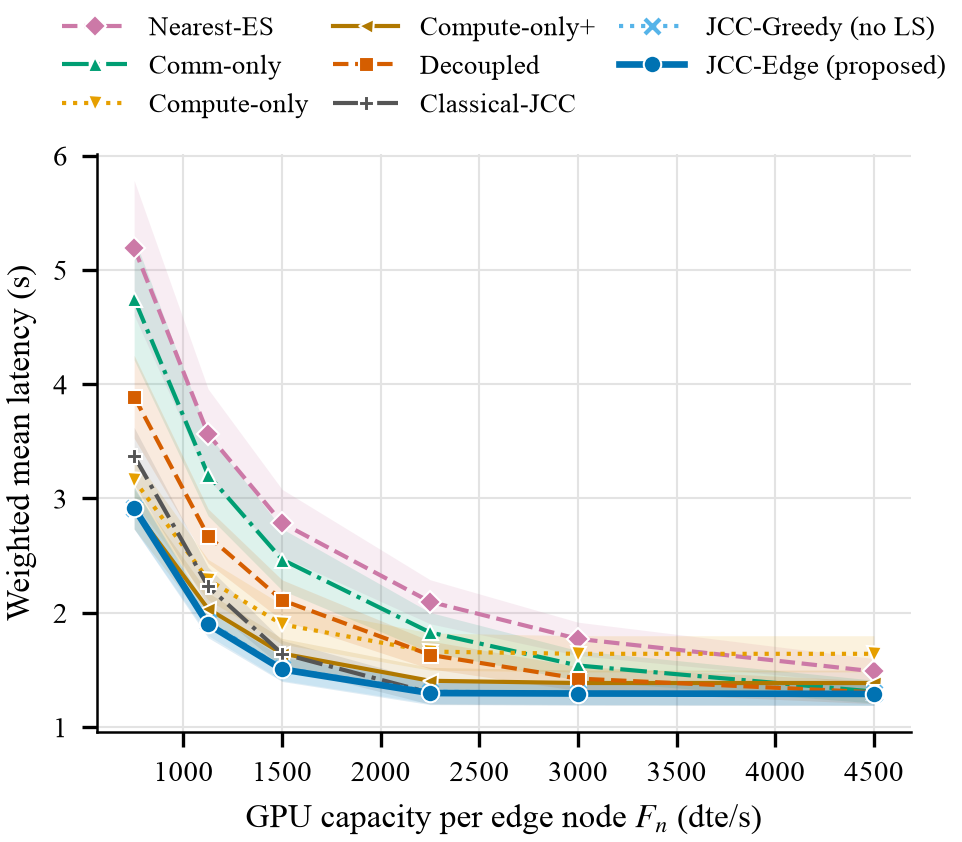 Nearest-ES
Comm-only
Compute-only
Compute-only+
Decoupled
Classical-JCC
JCC-Greedy (no LS)
JCC-Edge (proposed)
Weighted mean latency (s)
6
5
4
3
2
1
1000 1500 2000 2500 3000 3500 4000 4500
GPU capacity per edge node Fₙ (dte/s)